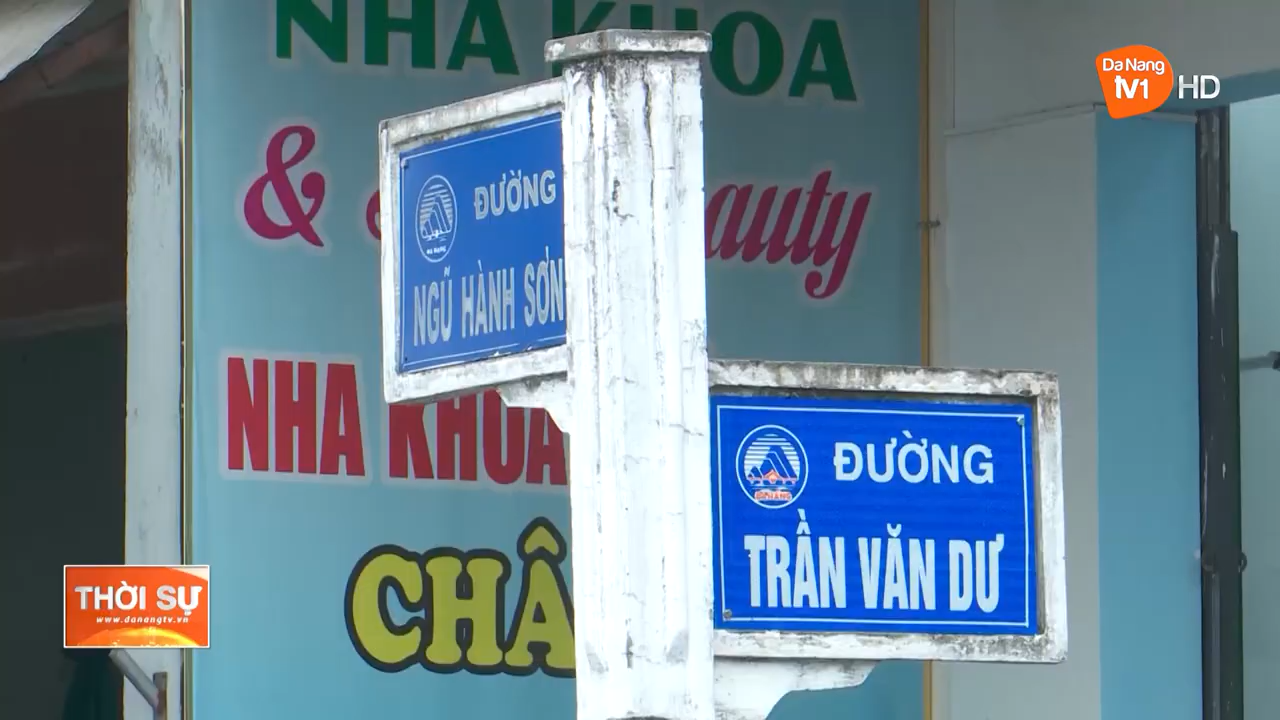 NHA KHOA
Da Nang
TV1 HD
&
auty
ĐƯỜNG
NGŨ HÀNH SƠN
NHA KHOA
ĐƯỜNG
DANANG
TRẦN VĂN DƯ
CHÂ
THỜI SỰ
www.danangtv.vn